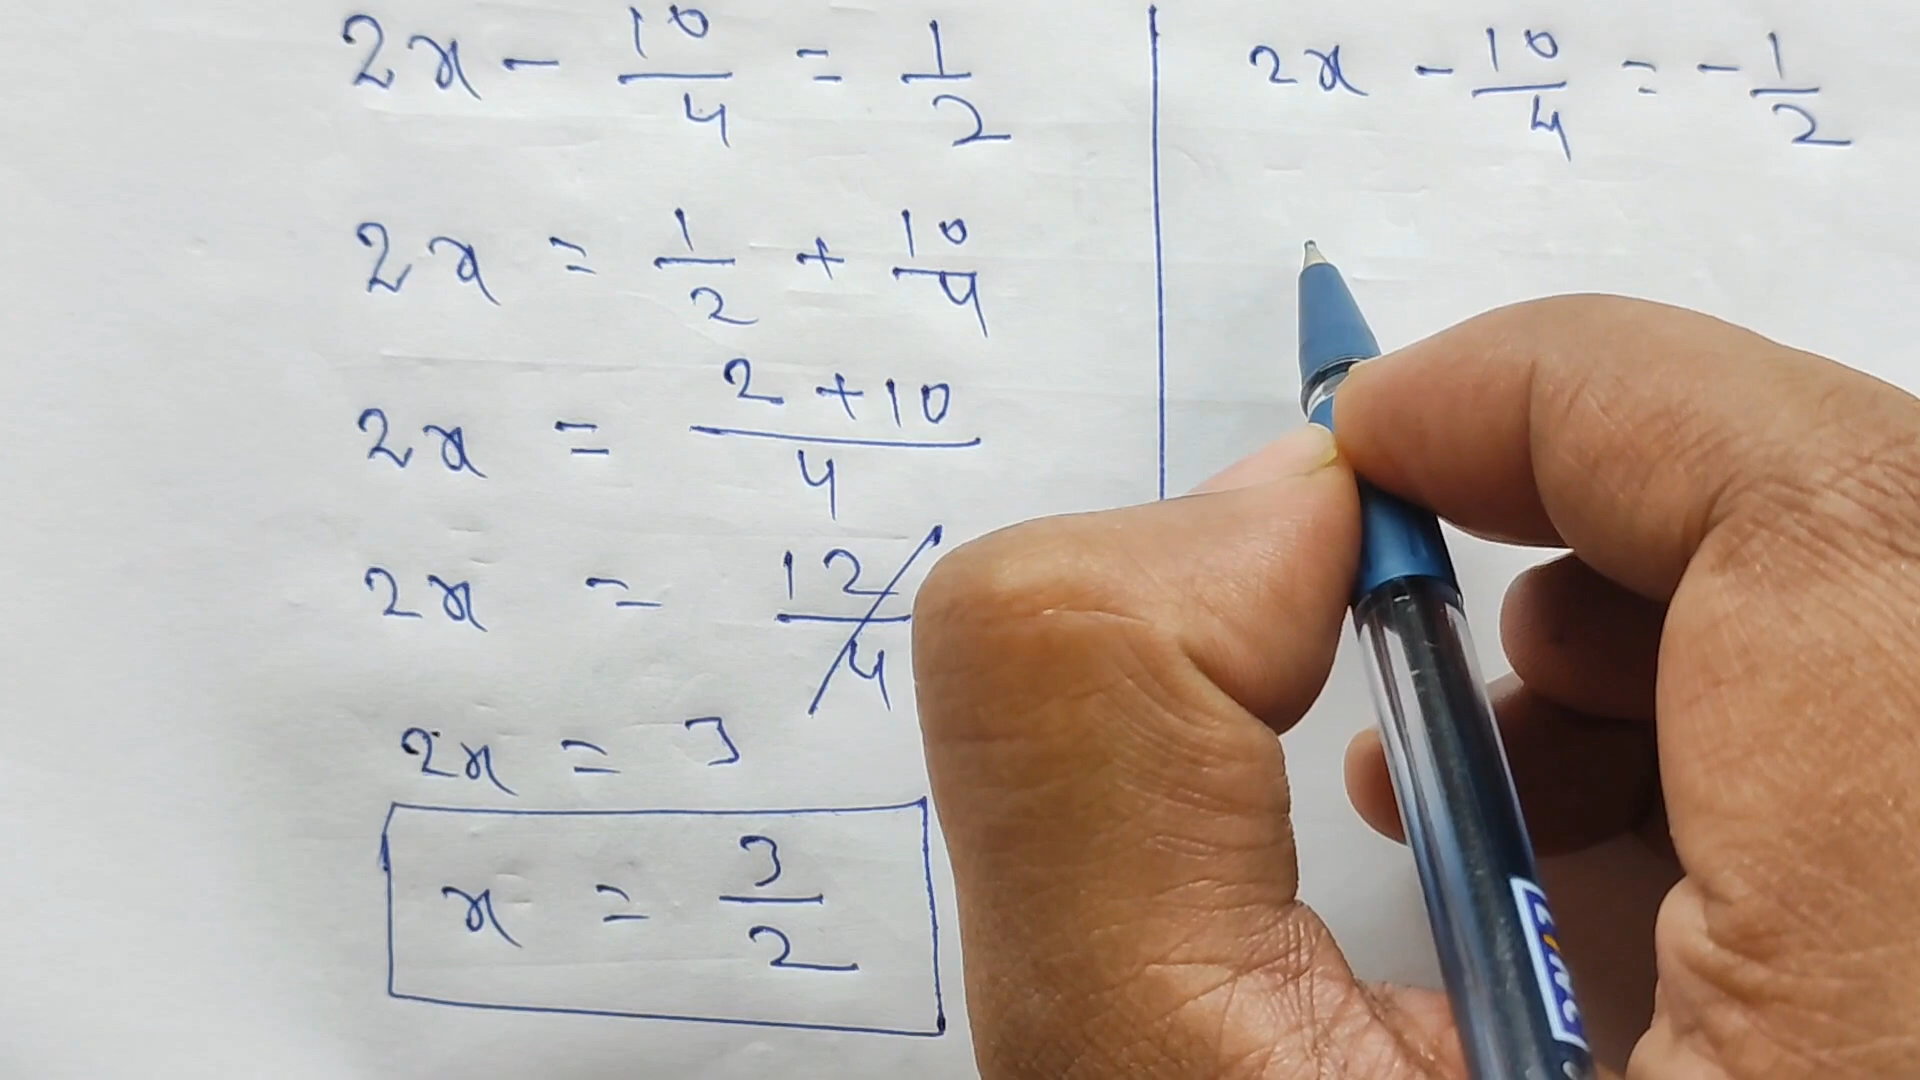 2x - 10/4 = 1/2
2x = 1/2 + 10/4
2x = (2 + 10)/4
2x = 12/4
2x = 3
x = 3/2
2x - 10/4 = -1/2